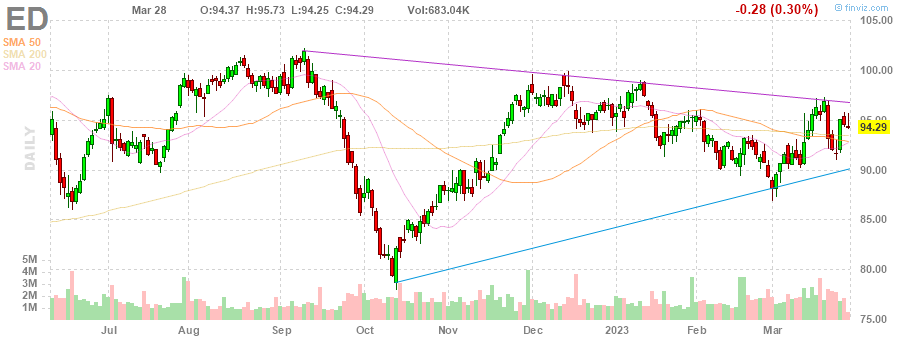 ED Mar 28 O:94.37 H:95.73 L:94.25 C:94.29 Vol:683.04K -0.28 (0.30%) © finviz.com
SMA 50
SMA 200
SMA 20
DAILY
105.00
100.00
95.00
94.29
90.00
85.00
80.00
75.00
5M
4M
3M
2M
1M
Jul Aug Sep Oct Nov Dec 2023 Feb Mar